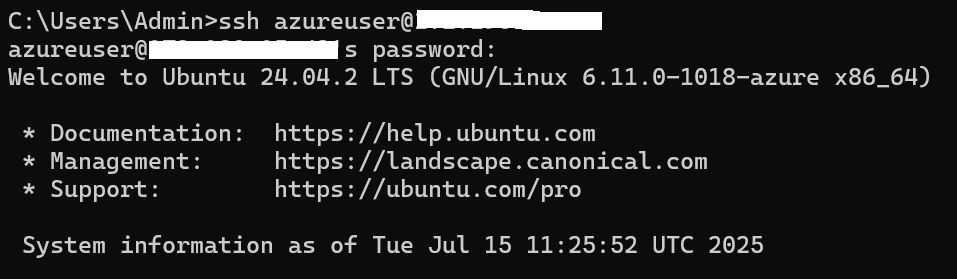 C:\Users\Admin>ssh azureuser@
azureuser@'s password:
Welcome to Ubuntu 24.04.2 LTS (GNU/Linux 6.11.0-1018-azure x86_64)
* Documentation: https://help.ubuntu.com
* Management: https://landscape.canonical.com
* Support: https://ubuntu.com/pro
System information as of Tue Jul 15 11:25:52 UTC 2025